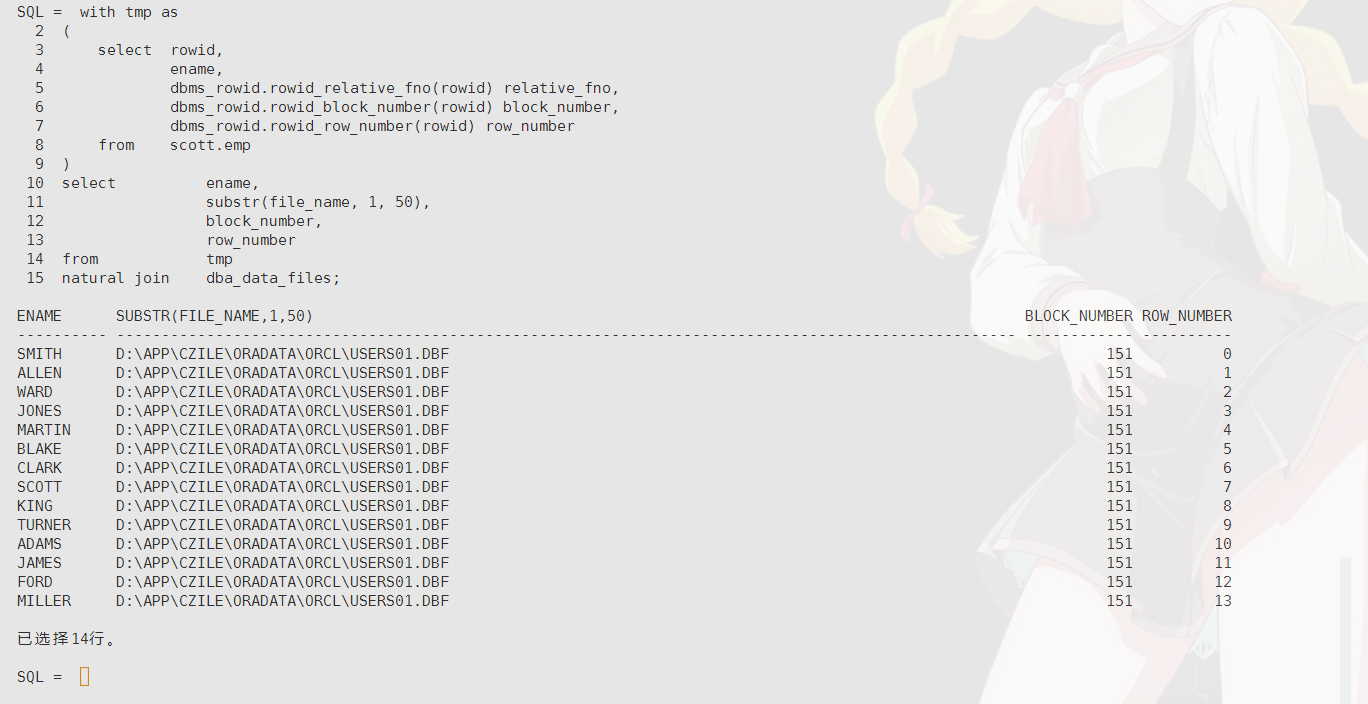 SQL =  with tmp as
  2  (
  3      select  rowid,
  4              ename,
  5              dbms_rowid.rowid_relative_fno(rowid) relative_fno,
  6              dbms_rowid.rowid_block_number(rowid) block_number,
  7              dbms_rowid.rowid_row_number(rowid) row_number
  8      from    scott.emp
  9  )
 10  select          ename,
 11                  substr(file_name, 1, 50),
 12                  block_number,
 13                  row_number
 14  from            tmp
 15  natural join    dba_data_files;
ENAME      SUBSTR(FILE_NAME,1,50)                                                                               BLOCK_NUMBER ROW_NUMBER
---------- ---------------------------------------------------------------------------------------------------- ------------ ----------
SMITH      D:\APP\CZILE\ORADATA\ORCL\USERS01.DBF                                                                         151          0
ALLEN      D:\APP\CZILE\ORADATA\ORCL\USERS01.DBF                                                                         151          1
WARD       D:\APP\CZILE\ORADATA\ORCL\USERS01.DBF                                                                         151          2
JONES      D:\APP\CZILE\ORADATA\ORCL\USERS01.DBF                                                                         151          3
MARTIN     D:\APP\CZILE\ORADATA\ORCL\USERS01.DBF                                                                         151          4
BLAKE      D:\APP\CZILE\ORADATA\ORCL\USERS01.DBF                                                                         151          5
CLARK      D:\APP\CZILE\ORADATA\ORCL\USERS01.DBF                                                                         151          6
SCOTT      D:\APP\CZILE\ORADATA\ORCL\USERS01.DBF                                                                         151          7
KING       D:\APP\CZILE\ORADATA\ORCL\USERS01.DBF                                                                         151          8
TURNER     D:\APP\CZILE\ORADATA\ORCL\USERS01.DBF                                                                         151          9
ADAMS      D:\APP\CZILE\ORADATA\ORCL\USERS01.DBF                                                                         151         10
JAMES      D:\APP\CZILE\ORADATA\ORCL\USERS01.DBF                                                                         151         11
FORD       D:\APP\CZILE\ORADATA\ORCL\USERS01.DBF                                                                         151         12
MILLER     D:\APP\CZILE\ORADATA\ORCL\USERS01.DBF                                                                         151         13
已选择14行。
SQL =